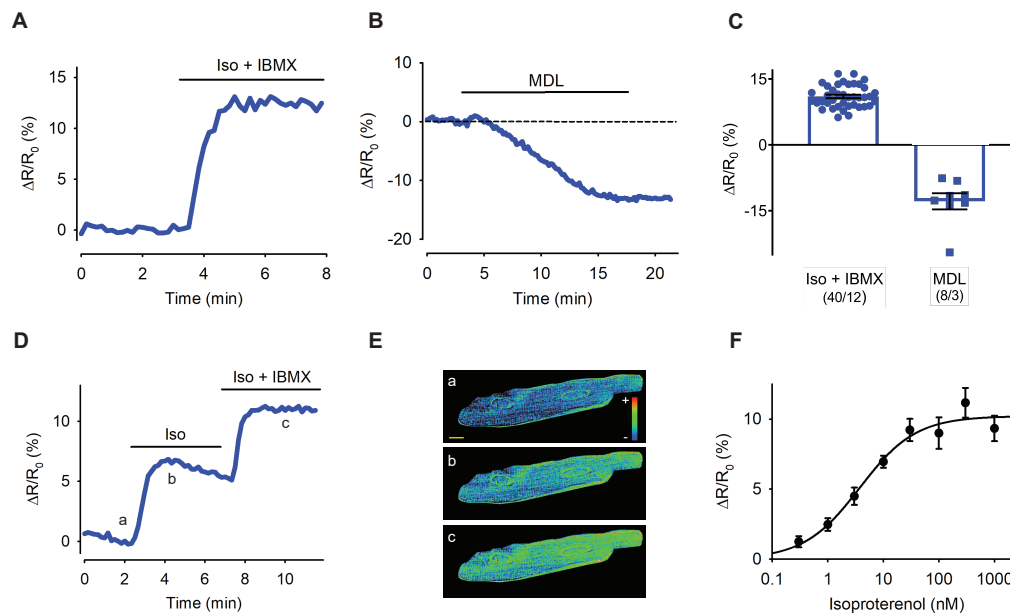 A
Iso + IBMX
15
10
5
0
ΔR/R0 (%)
0 2 4 6 8
Time (min)
B
MDL
10
0
-10
-20
ΔR/R0 (%)
0 5 10 15 20
Time (min)
C
15
0
-15
ΔR/R0 (%)
Iso + IBMX
(40/12)
MDL
(8/3)
D
Iso + IBMX
Iso
10
5
0
ΔR/R0 (%)
a
b
c
0 2 4 6 8 10
Time (min)
E
a
+
-
b
c
F
10
5
0
ΔR/R0 (%)
0.1 1 10 100 1000
Isoproterenol (nM)